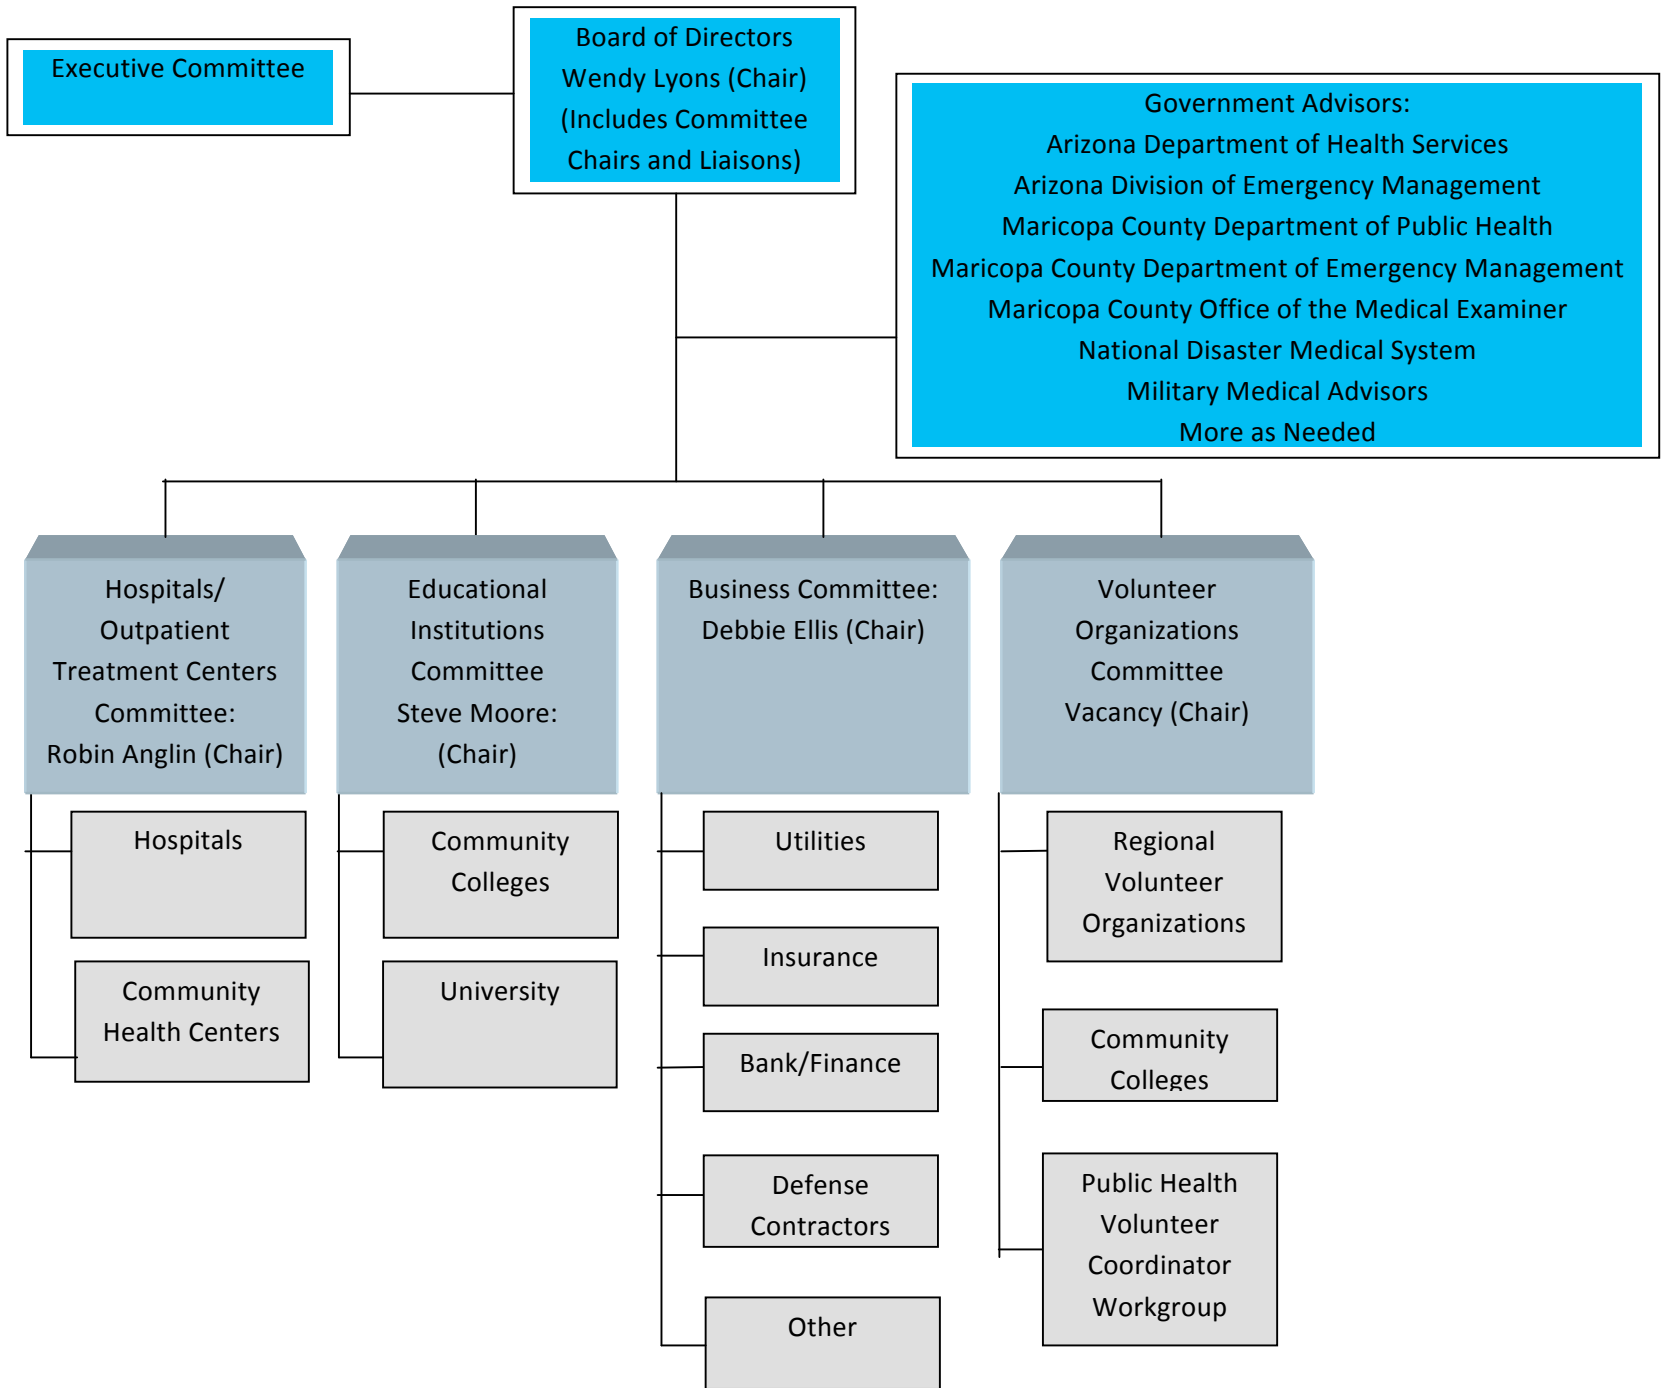 Executive Committee
Board of Directors
Wendy Lyons (Chair)
(Includes Committee
Chairs and Liaisons)
Government Advisors:
Arizona Department of Health Services
Arizona Division of Emergency Management
Maricopa County Department of Public Health
Maricopa County Department of Emergency Management
Maricopa County Office of the Medical Examiner
National Disaster Medical System
Military Medical Advisors
More as Needed
Hospitals/
Outpatient
Treatment Centers
Committee:
Robin Anglin (Chair)
Educational
Institutions
Committee
Steve Moore:
(Chair)
Business Committee:
Debbie Ellis (Chair)
Volunteer
Organizations
Committee
Vacancy (Chair)
Hospitals
Community
Health Centers
Community
Colleges
University
Utilities
Insurance
Bank/Finance
Defense
Contractors
Other
Regional
Volunteer
Organizations
Community
Colleges
Public Health
Volunteer
Coordinator
Workgroup